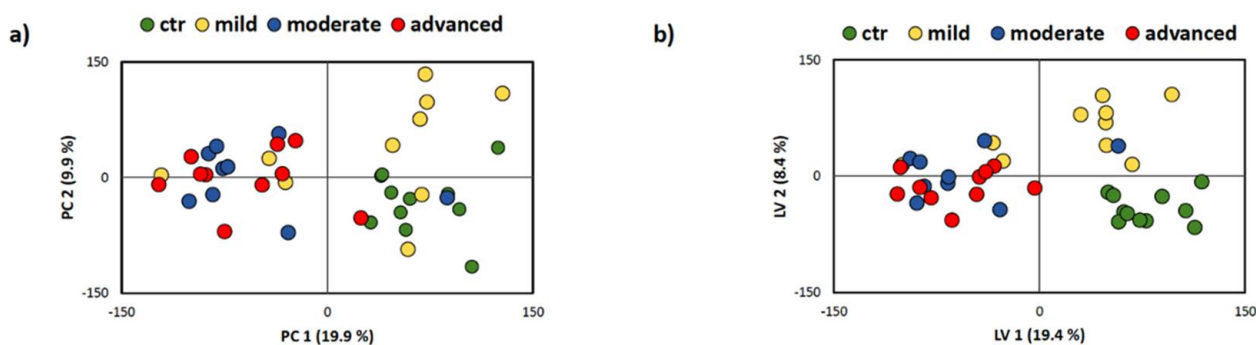 a)
ctr mild moderate advanced
150
PC 2 (9.9 %)
0
-150
-150 0 150
PC 1 (19.9 %)
b)
ctr mild moderate advanced
150
LV 2 (8.4 %)
0
-150
-150 0 150
LV 1 (19.4 %)